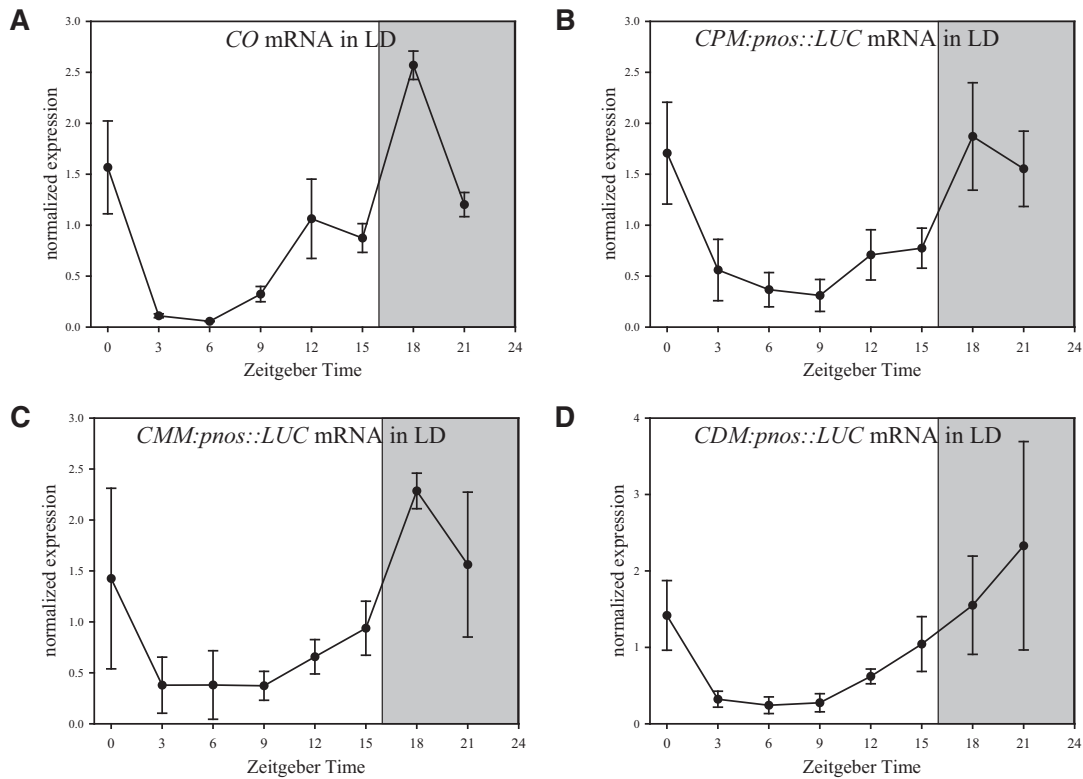 A
CO mRNA in LD
normalized expression
3.0
2.5
2.0
1.5
1.0
0.5
0.0
0 3 6 9 12 15 18 21 24
Zeitgeber Time
B
CPM:pnos::LUC mRNA in LD
normalized expression
3.0
2.5
2.0
1.5
1.0
0.5
0.0
0 3 6 9 12 15 18 21 24
Zeitgeber Time
C
CMM:pnos::LUC mRNA in LD
normalized expression
3.0
2.5
2.0
1.5
1.0
0.5
0.0
0 3 6 9 12 15 18 21 24
Zeitgeber Time
D
CDM:pnos::LUC mRNA in LD
normalized expression
4
3
2
1
0
0 3 6 9 12 15 18 21 24
Zeitgeber Time